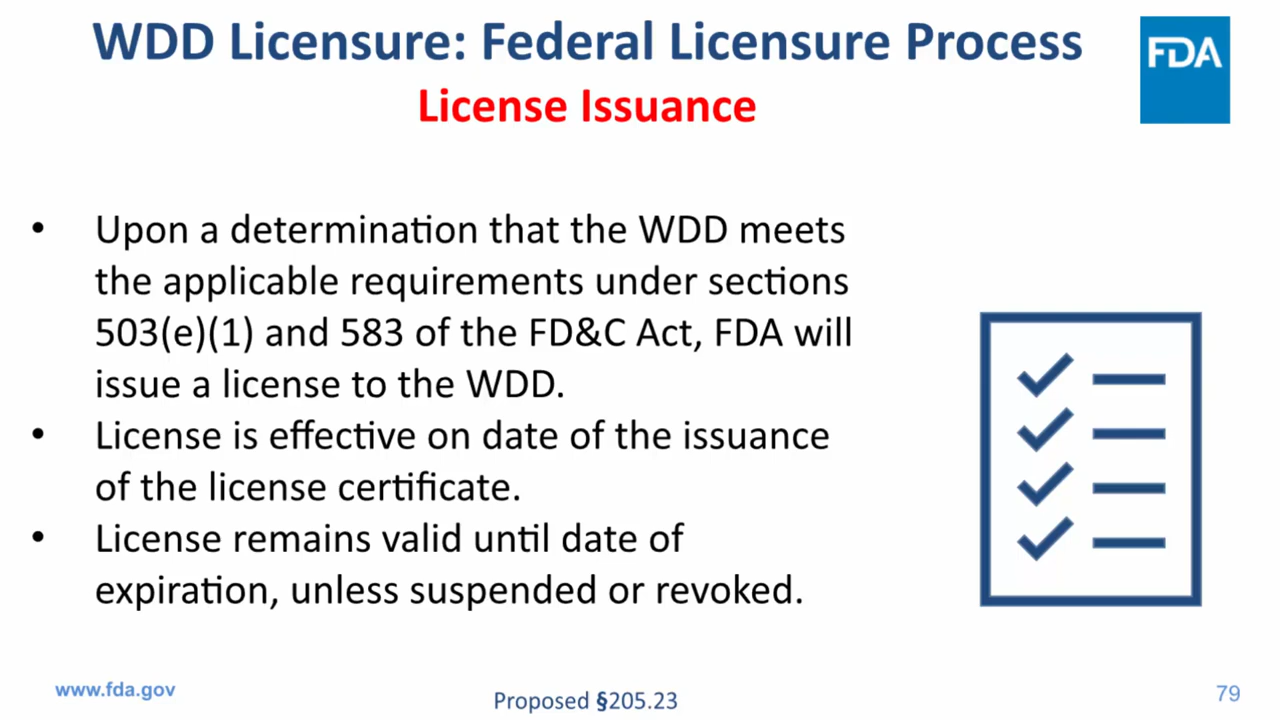 WDD Licensure: Federal Licensure Process
License Issuance
FDA
• Upon a determination that the WDD meets
the applicable requirements under sections
503(e)(1) and 583 of the FD&C Act, FDA will
issue a license to the WDD.
• License is effective on date of the issuance
of the license certificate.
• License remains valid until date of
expiration, unless suspended or revoked.
www.fda.gov
Proposed §205.23
79